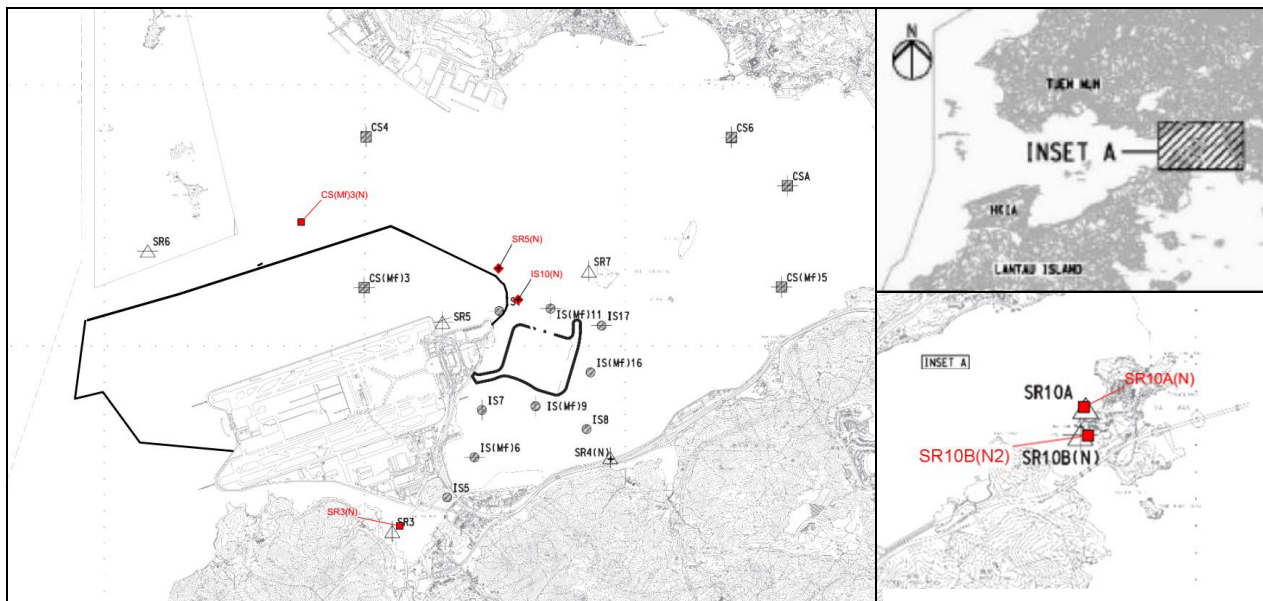 CS4
CS6
CSA
CS(Mf)3(N)
SR6
SR5(N)
SR7
CS(Mf)3
IS10(N)
CS(Mf)5
SR5
IS(Mf)11
IS17
IS(Mf)16
IS7
IS(Mf)9
IS8
IS(Mf)6
SR4(N)
IS5
SR3(N)
SR3
N
TUEN MUN
INSET A
HKIA
LANTAU ISLAND
INSET A
SR10A(N)
SR10A
SR10B(N2)
SR10B(N)